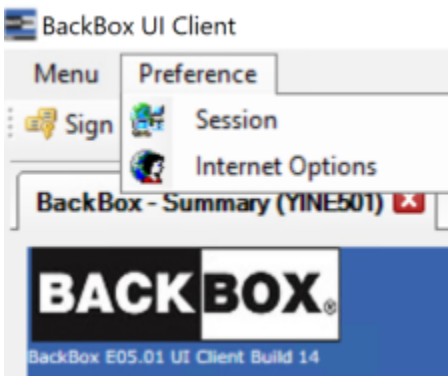 BackBox UI Client
Menu Preference
Sign Session
Internet Options
BackBox - Summary (YINE501)
BACKBOX®
BackBox E05.01 UI Client Build 14